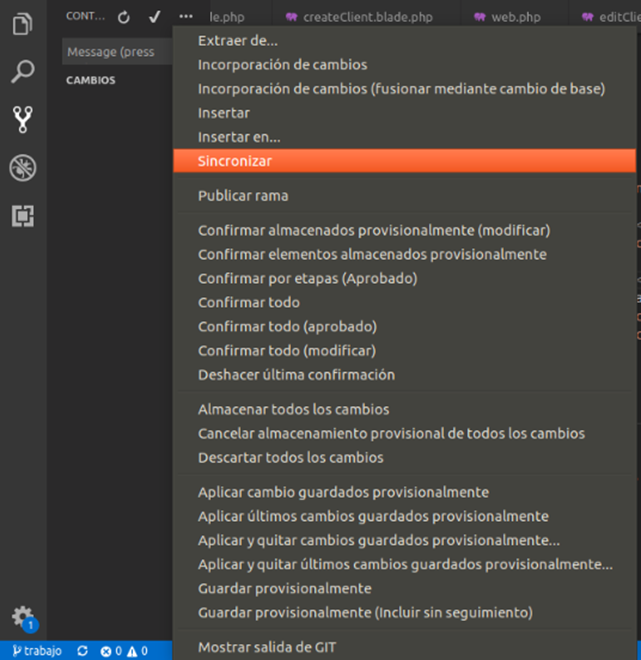 CONT... ··· le.php createClient.blade.php web.php editClie
Message (press
CAMBIOS
Extraer de...
Incorporación de cambios
Incorporación de cambios (fusionar mediante cambio de base)
Insertar
Insertar en...
Sincronizar
Publicar rama
Confirmar almacenados provisionalmente (modificar)
Confirmar elementos almacenados provisionalmente
Confirmar por etapas (Aprobado)
Confirmar todo
Confirmar todo (aprobado)
Confirmar todo (modificar)
Deshacer última confirmación
Almacenar todos los cambios
Cancelar almacenamiento provisional de todos los cambios
Descartar todos los cambios
Aplicar cambio guardados provisionalmente
Aplicar últimos cambios guardados provisionalmente
Aplicar y quitar cambios guardados provisionalmente...
Aplicar y quitar últimos cambios guardados provisionalmente...
Guardar provisionalmente
Guardar provisionalmente (Incluir sin seguimiento)
1
trabajo 0 0 Mostrar salida de GIT